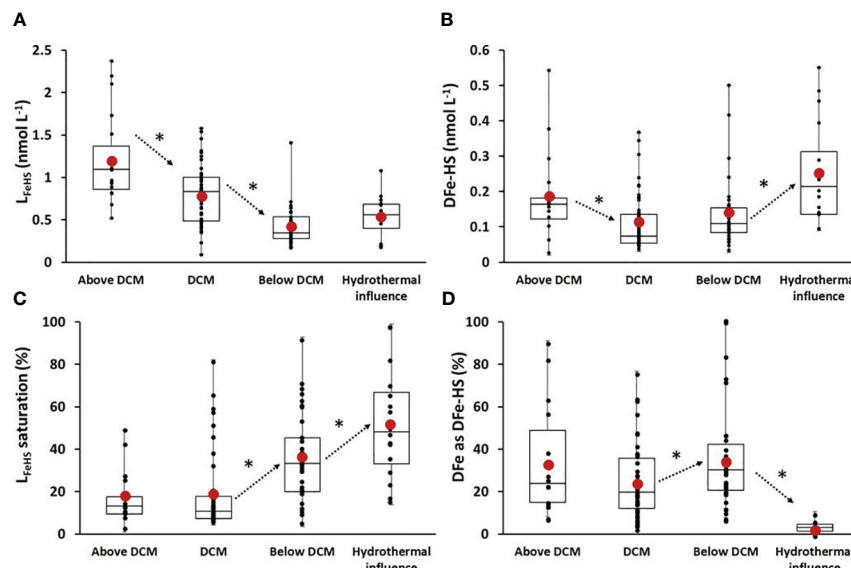 A
L_FeHS (nmol L⁻¹)
2.5
2
1.5
1
0.5
0
*
*
Above DCM
DCM
Below DCM
Hydrothermal
influence
B
DFe-HS (nmol L⁻¹)
0.6
0.5
0.4
0.3
0.2
0.1
0
*
*
Above DCM
DCM
Below DCM
Hydrothermal
influence
C
L_FeHS saturation (%)
100
80
60
40
20
0
*
*
Above DCM
DCM
Below DCM
Hydrothermal
influence
D
DFe as DFe-HS (%)
100
80
60
40
20
0
*
*
Above DCM
DCM
Below DCM
Hydrothermal
influence